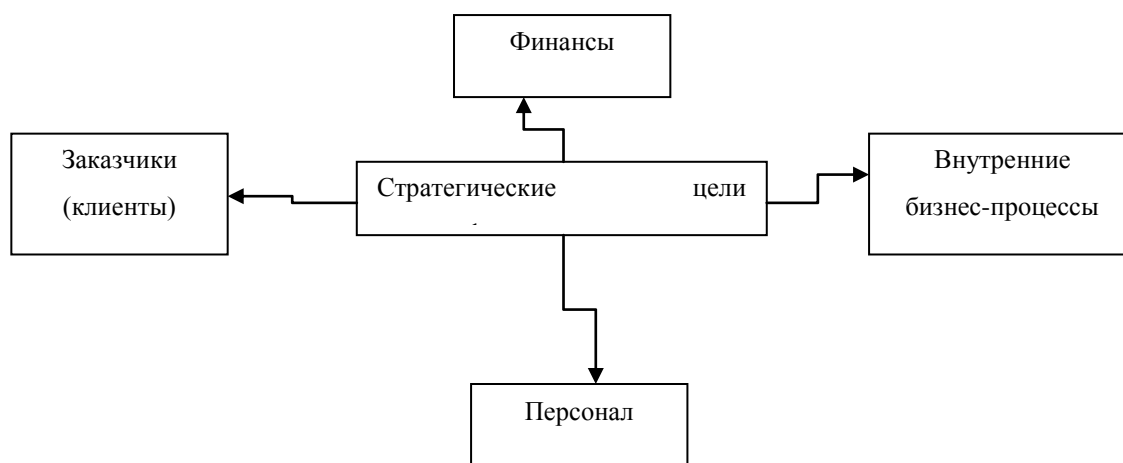 Финансы
Заказчики
(клиенты)
Стратегические цели
Внутренние
бизнес-процессы
Персонал